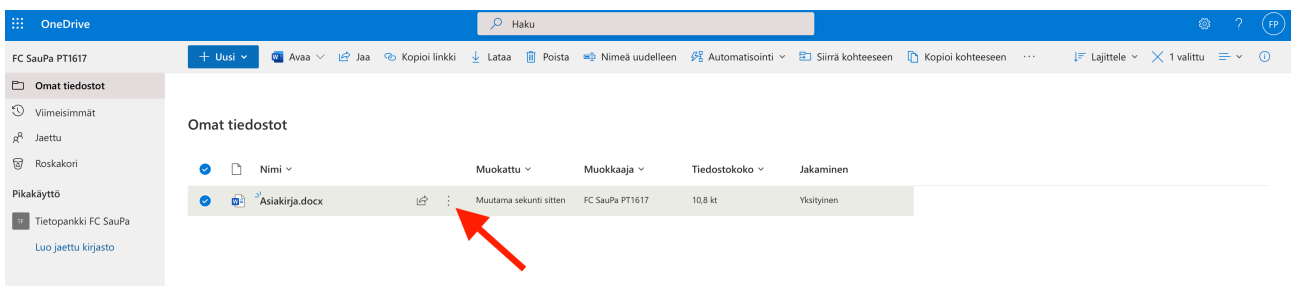 OneDrive
Haku
?
FP
FC SauPa PT1617
+ Uusi
Avaa
Jaa
Kopioi linkki
Lataa
Poista
Nimeä uudelleen
Automatisointi
Siirrä kohteeseen
Kopioi kohteeseen
...
Lajittele
1 valittu
Omat tiedostot
Viimeisimmät
Jaettu
Roskakori
Pikakäyttö
TF Tietopankki FC SauPa
Luo jaettu kirjasto
Omat tiedostot
Nimi
Muokattu
Muokkaaja
Tiedostokoko
Jakaminen
Asiakirja.docx
Muutama sekunti sitten
FC SauPa PT1617
10,8 kt
Yksityinen